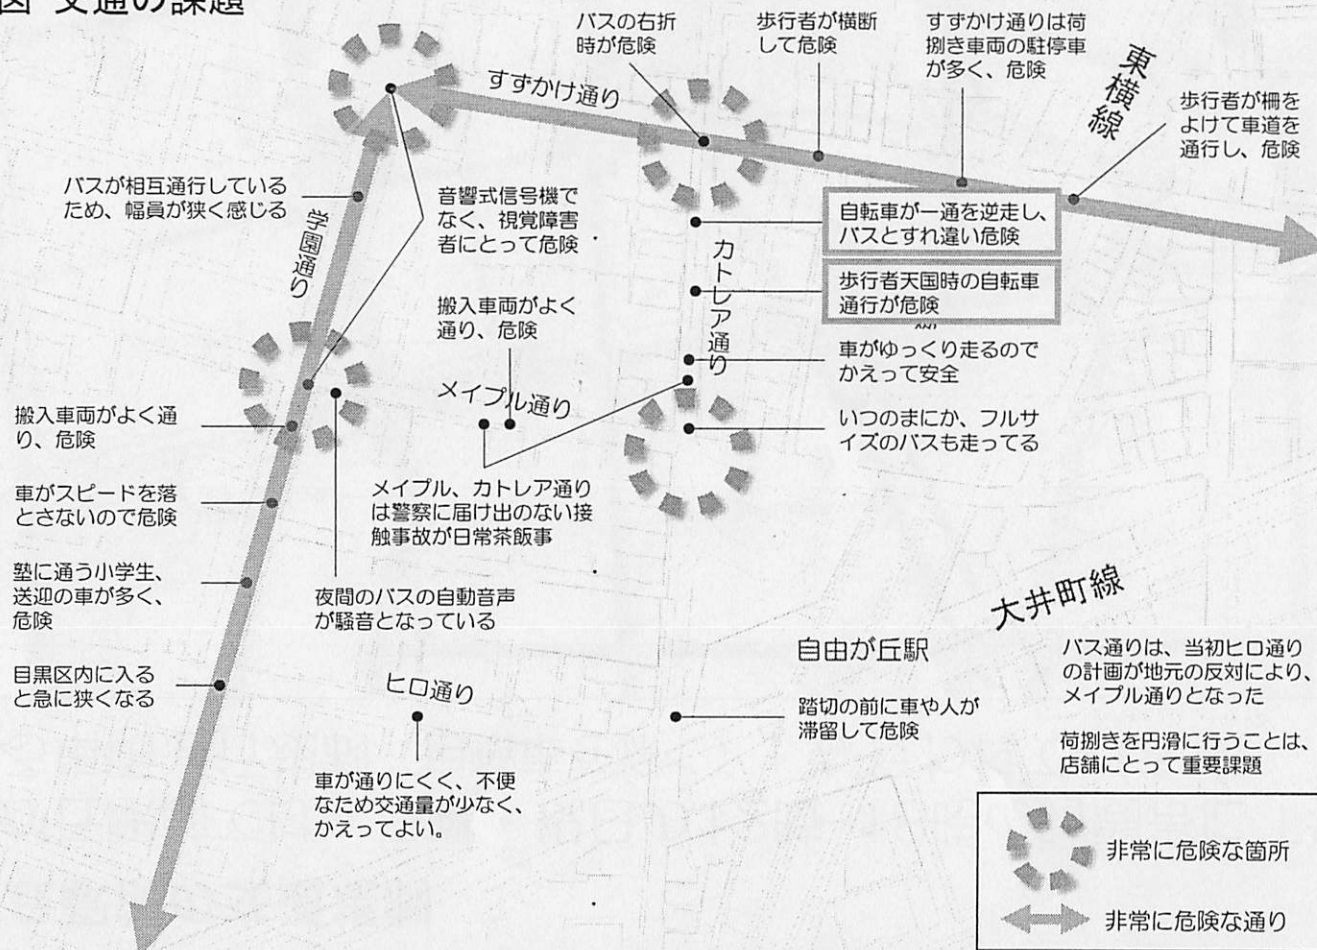 図 交通の課題
バスの右折
時が危険
歩行者が横断
して危険
すずかけ通りは荷
捌き車両の駐停車
が多く、危険
東横線
歩行者が柵を
よけて車道を
通行し、危険
すずかけ通り
バスが相互通行している
ため、幅員が狭く感じる
学園通り
音響式信号機で
なく、視覚障害
者にとって危険
自転車が一通を逆走し、
バスとすれ違い危険
カトレア通り
歩行者天国時の自転車
通行が危険
搬入車両がよく
通り、危険
車がゆっくり走るので
かえって安全
メイプル通り
搬入車両がよく通
り、危険
いつのまにか、フルサ
イズのバスも走ってる
車がスピードを落
とさないので危険
メイプル、カトレア通り
は警察に届け出のない接
触事故が日常茶飯事
塾に通う小学生、
送迎の車が多く、
危険
夜間のバスの自動音声
が騒音となっている
大井町線
自由が丘駅
バス通りは、当初ヒロ通り
の計画が地元の反対により、
メイプル通りとなった
目黒区内に入る
と急に狭くなる
ヒロ通り
踏切の前に車や人が
滞留して危険
荷捌きを円滑に行うことは、
店舗にとって重要課題
車が通りにくく、不便
なため交通量が少なく、
かえってよい。
非常に危険な箇所
非常に危険な通り